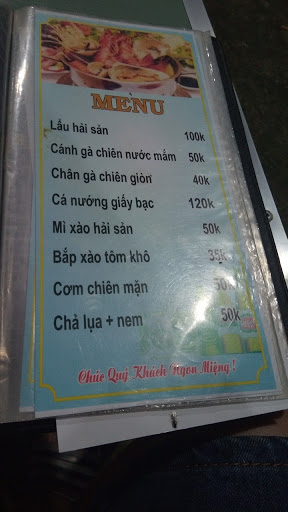 MENU
Lẩu hải sản 100k
Cánh gà chiên nước mắm 50k
Chân gà chiên giòn 40k
Cá nướng giấy bạc 120k
Mì xào hải sản 50k
Bắp xào tôm khô 35k
Cơm chiên mặn
Chả lụa + nem 50k
Chúc Quý Khách Ngon Miệng !